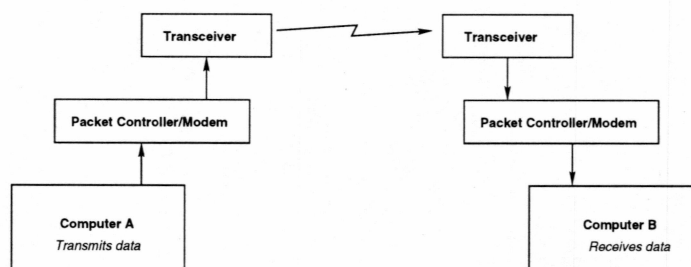 Transceiver
Transceiver
Packet Controller/Modem
Packet Controller/Modem
Computer A
Transmits data
Computer B
Receives data